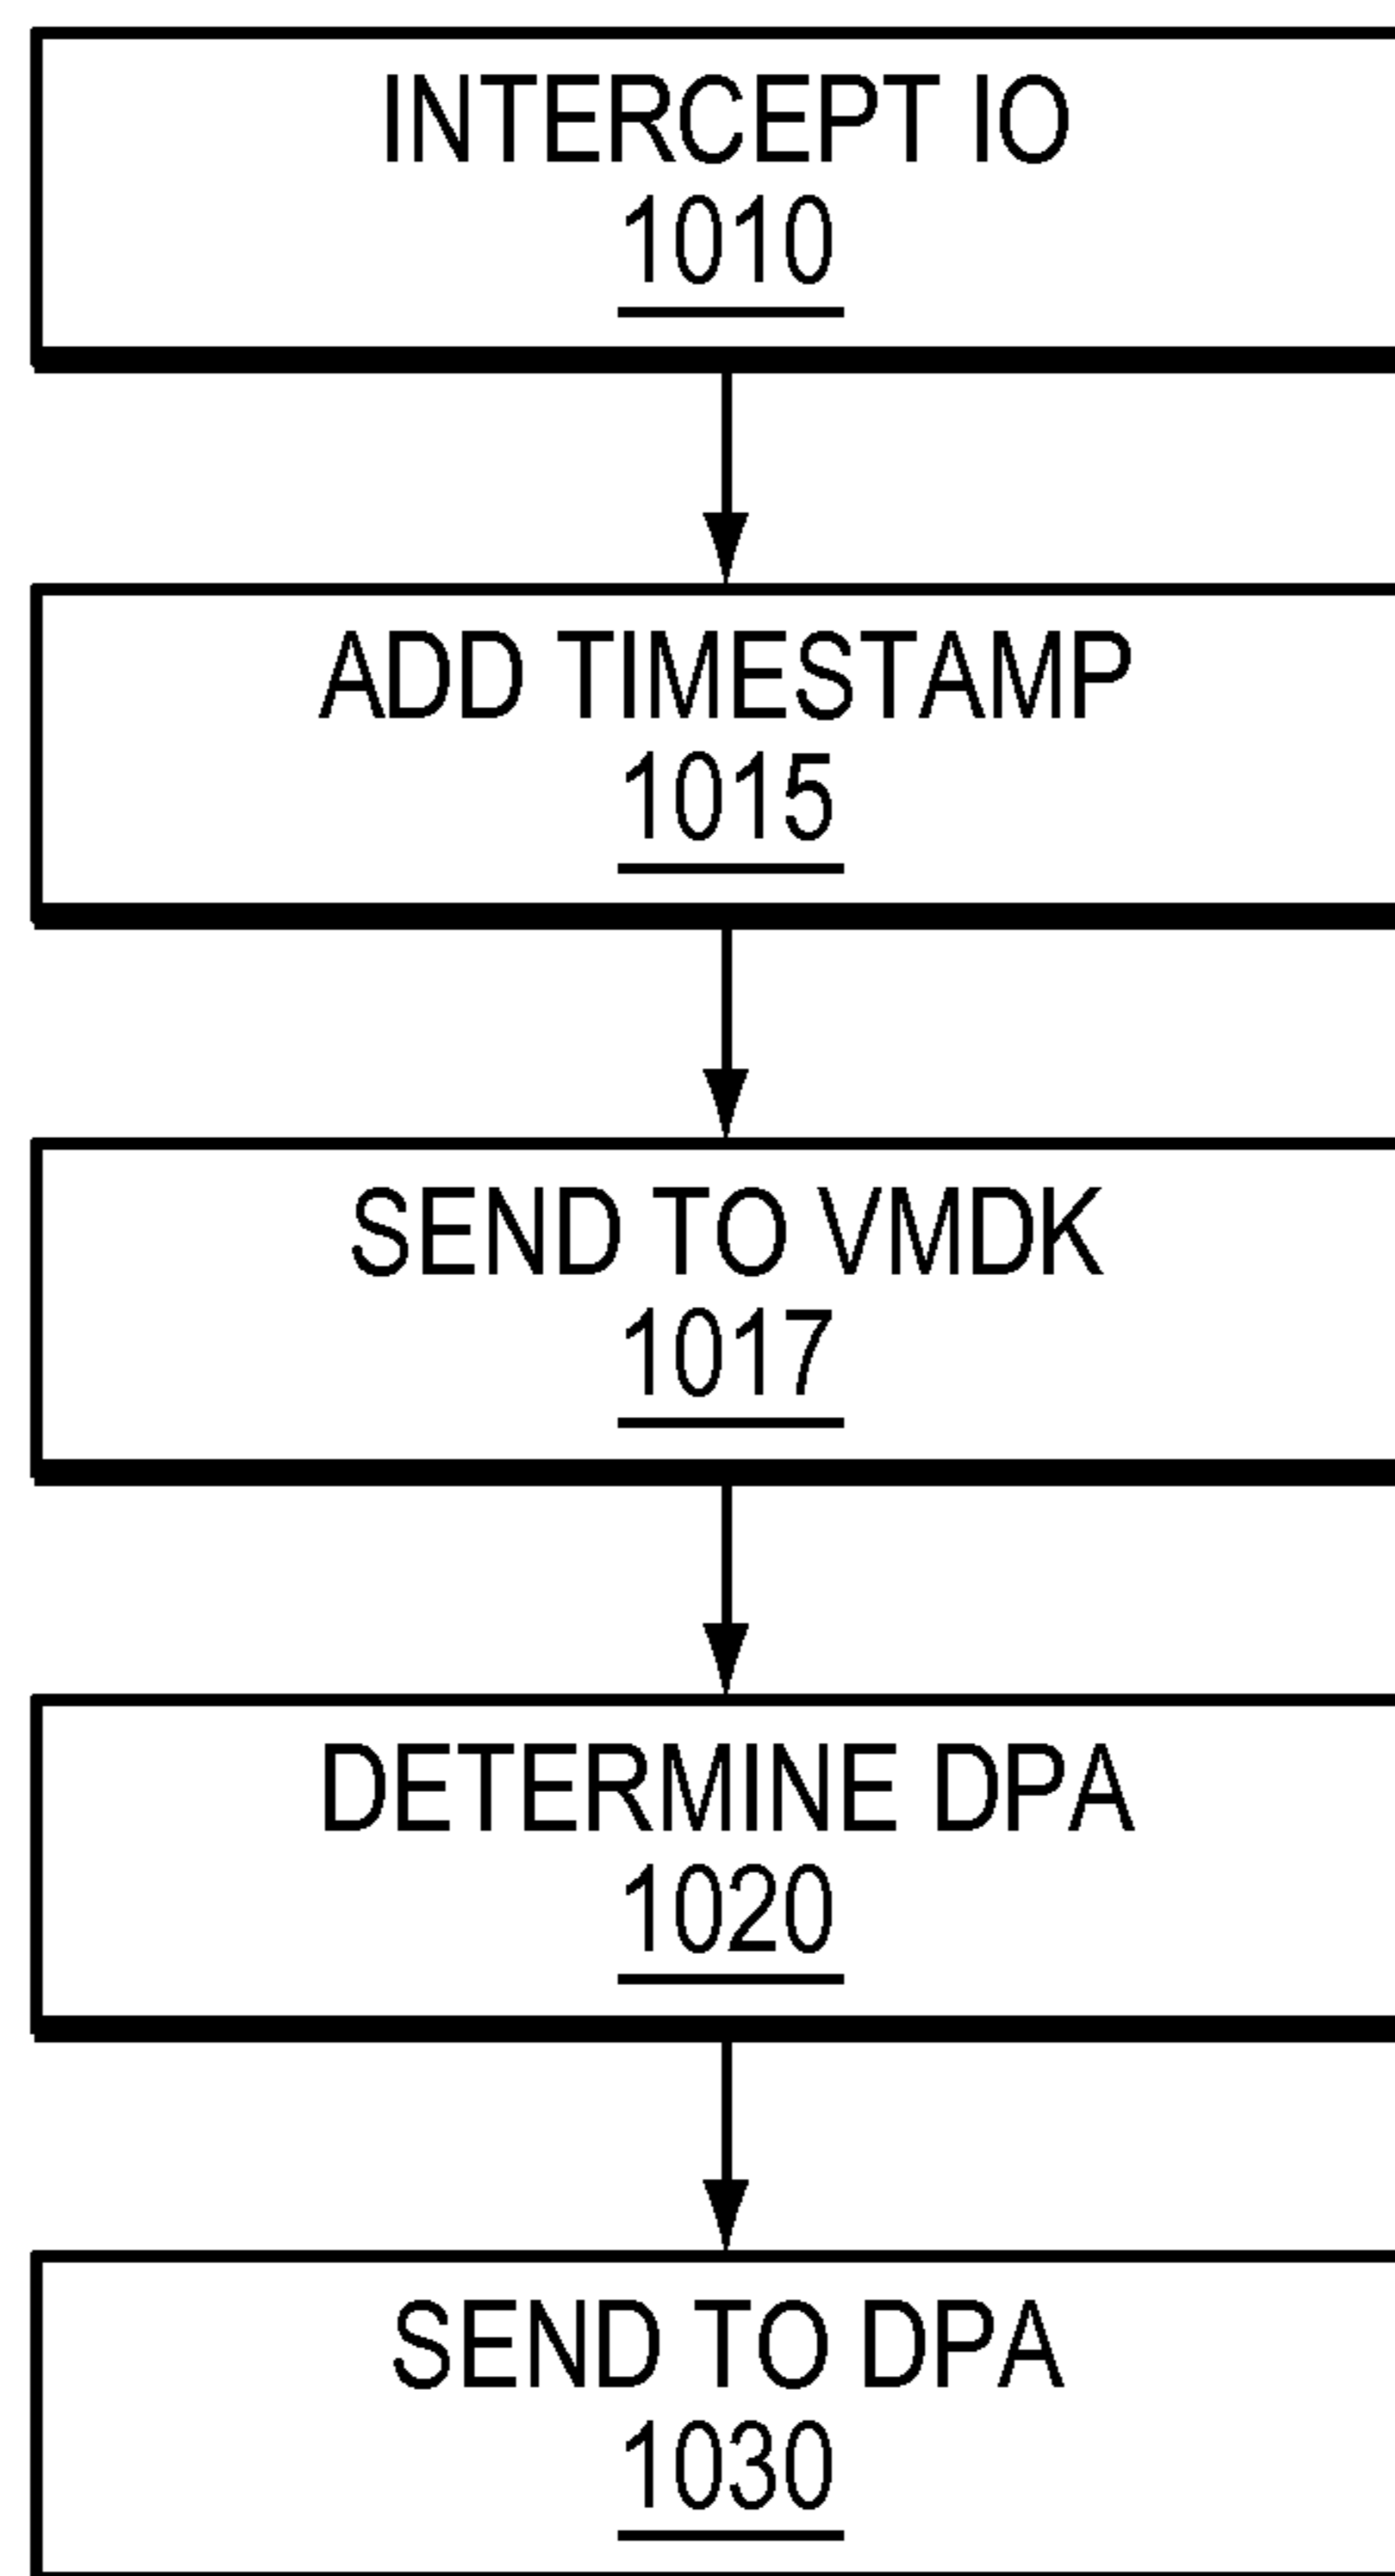 INTERCEPT IO
1010
ADD TIMESTAMP
1015
SEND TO VMDK
1017
DETERMINE DPA
1020
SEND TO DPA
1030